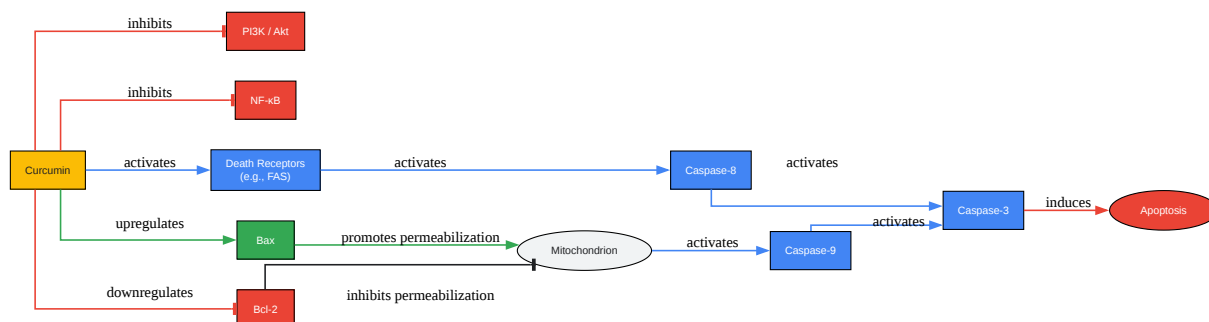 inhibits
PI3K / Akt
inhibits
NF-κB
Curcumin
activates
Death Receptors
(e.g., FAS)
activates
Caspase-8
activates
Caspase-3
induces
Apoptosis
upregulates
Bax
promotes permeabilization
Mitochondrion
activates
Caspase-9
activates
downregulates
Bcl-2
inhibits permeabilization